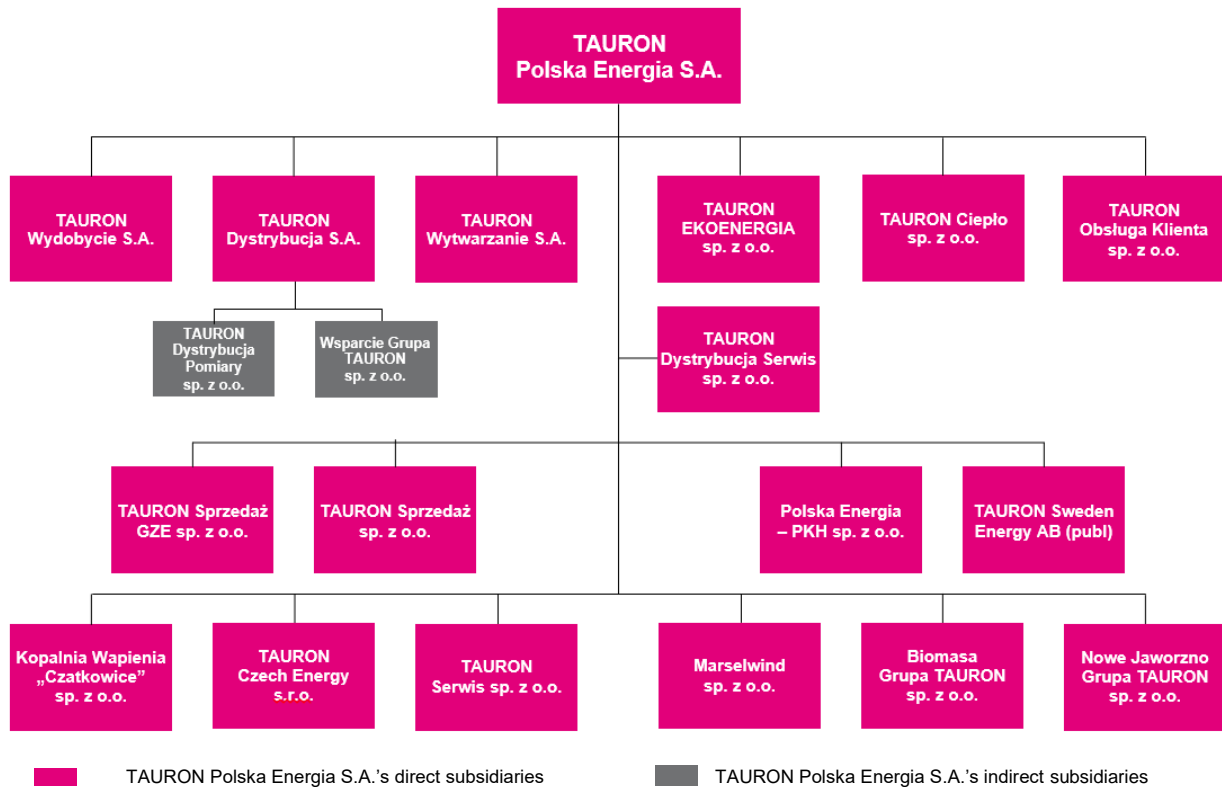 TAURON
Polska Energia S.A.
TAURON
Wydobycie S.A.
TAURON
Dystrybucja S.A.
TAURON
Wytwarzanie S.A.
TAURON
EKOENERGIA
sp. z o.o.
TAURON Ciepło
sp. z o.o.
TAURON
Obsługa Klienta
sp. z o.o.
TAURON
Dystrybucja
Pomiary
sp. z o.o.
Wsparcie Grupa
TAURON
sp. z o.o.
TAURON
Dystrybucja Serwis
sp. z o.o.
TAURON Sprzedaż
GZE sp. z o.o.
TAURON Sprzedaż
sp. z o.o.
Polska Energia
– PKH sp. z o.o.
TAURON Sweden
Energy AB (publ)
Kopalnia Wapienia
„Czatkowice”
sp. z o.o.
TAURON
Czech Energy
s.r.o.
TAURON
Serwis sp. z o.o.
Marselwind
sp. z o.o.
Biomasa
Grupa TAURON
sp. z o.o.
Nowe Jaworzno
Grupa TAURON
sp. z o.o.
TAURON Polska Energia S.A.’s direct subsidiaries
TAURON Polska Energia S.A.’s indirect subsidiaries